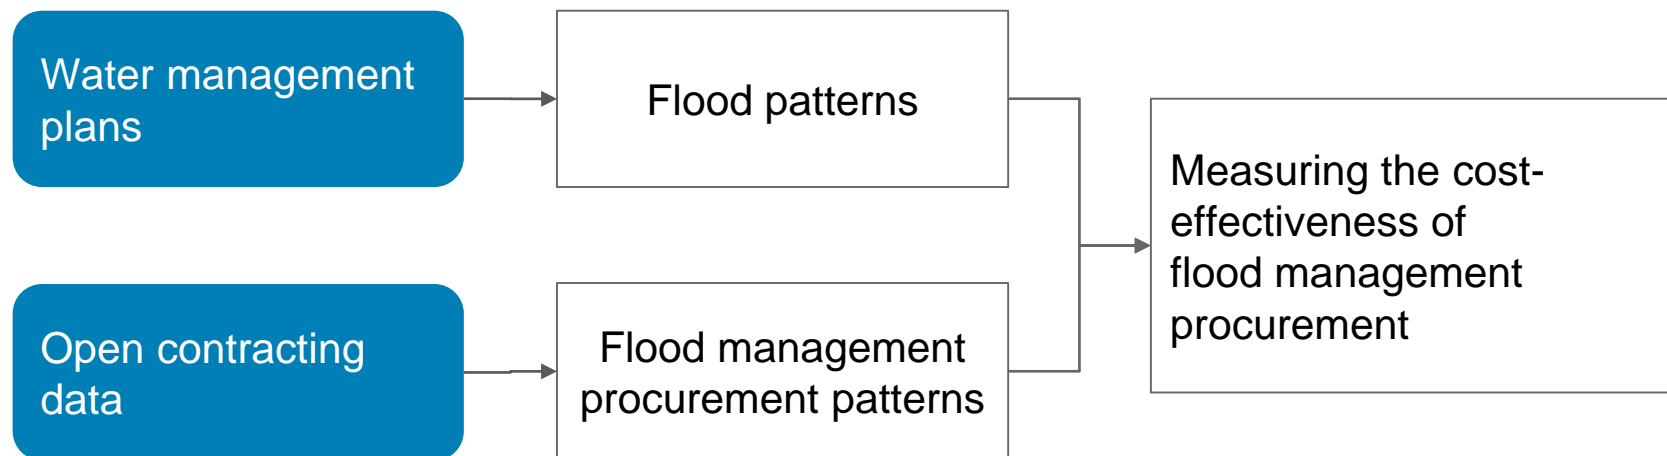 Water management
plans
Flood patterns
Measuring the cost-
effectiveness of
flood management
procurement
Open contracting
data
Flood management
procurement patterns